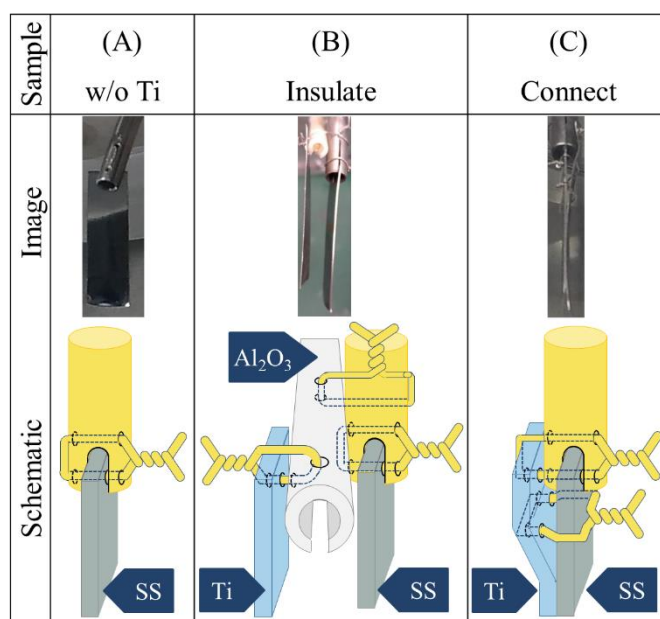 Sample
(A)
w/o Ti
(B)
Insulate
(C)
Connect
Image
Schematic
Al₂O₃
SS
Ti
SS
Ti
SS